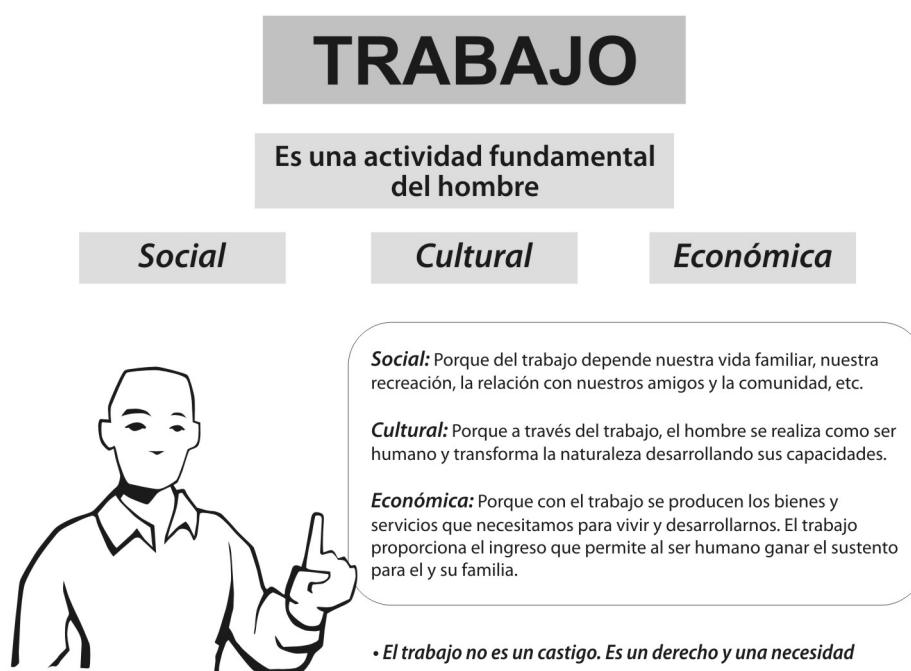 TRABAJO
Es una actividad fundamental
del hombre
Social
Cultural
Económica
Social: Porque del trabajo depende nuestra vida familiar, nuestra
recreación, la relación con nuestros amigos y la comunidad, etc.
Cultural: Porque a través del trabajo, el hombre se realiza como ser
humano y transforma la naturaleza desarrollando sus capacidades.
Económica: Porque con el trabajo se producen los bienes y
servicios que necesitamos para vivir y desarrollarnos. El trabajo
proporciona el ingreso que permite al ser humano ganar el sustento
para el y su familia.
• El trabajo no es un castigo. Es un derecho y una necesidad